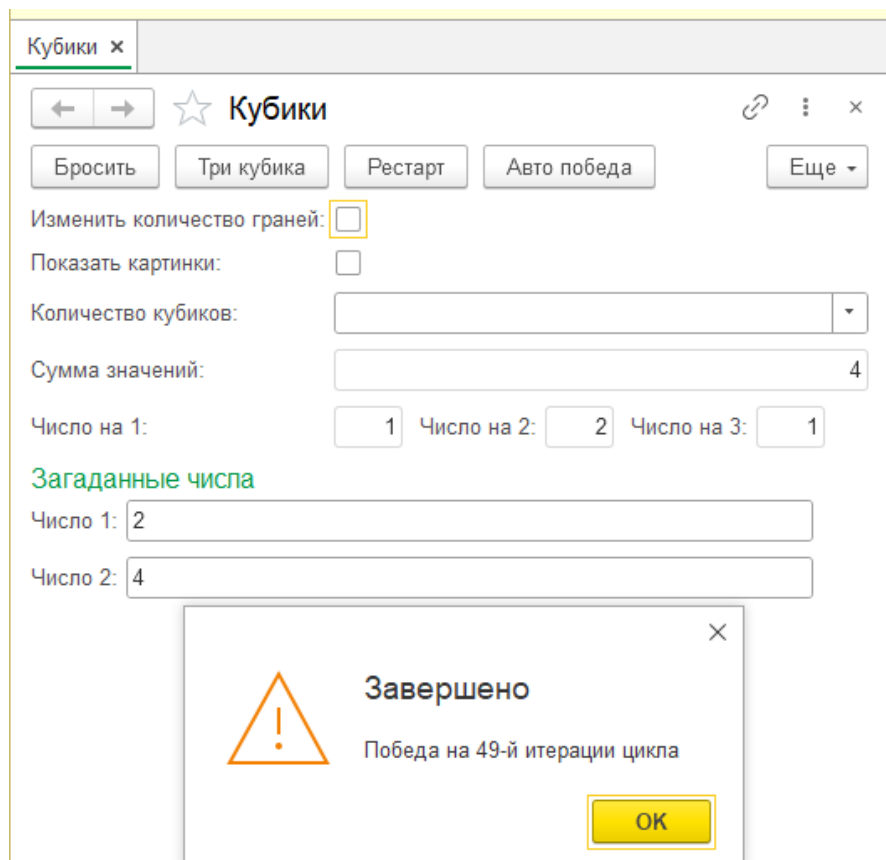 Кубики ×
Кубики
Бросить Три кубика Рестарт Авто победа Еще
Изменить количество граней:
Показать картинки:
Количество кубиков:
Сумма значений: 4
Число на 1: 1 Число на 2: 2 Число на 3: 1
Загаданные числа
Число 1: 2
Число 2: 4
Завершено
Победа на 49-й итерации цикла
ОК